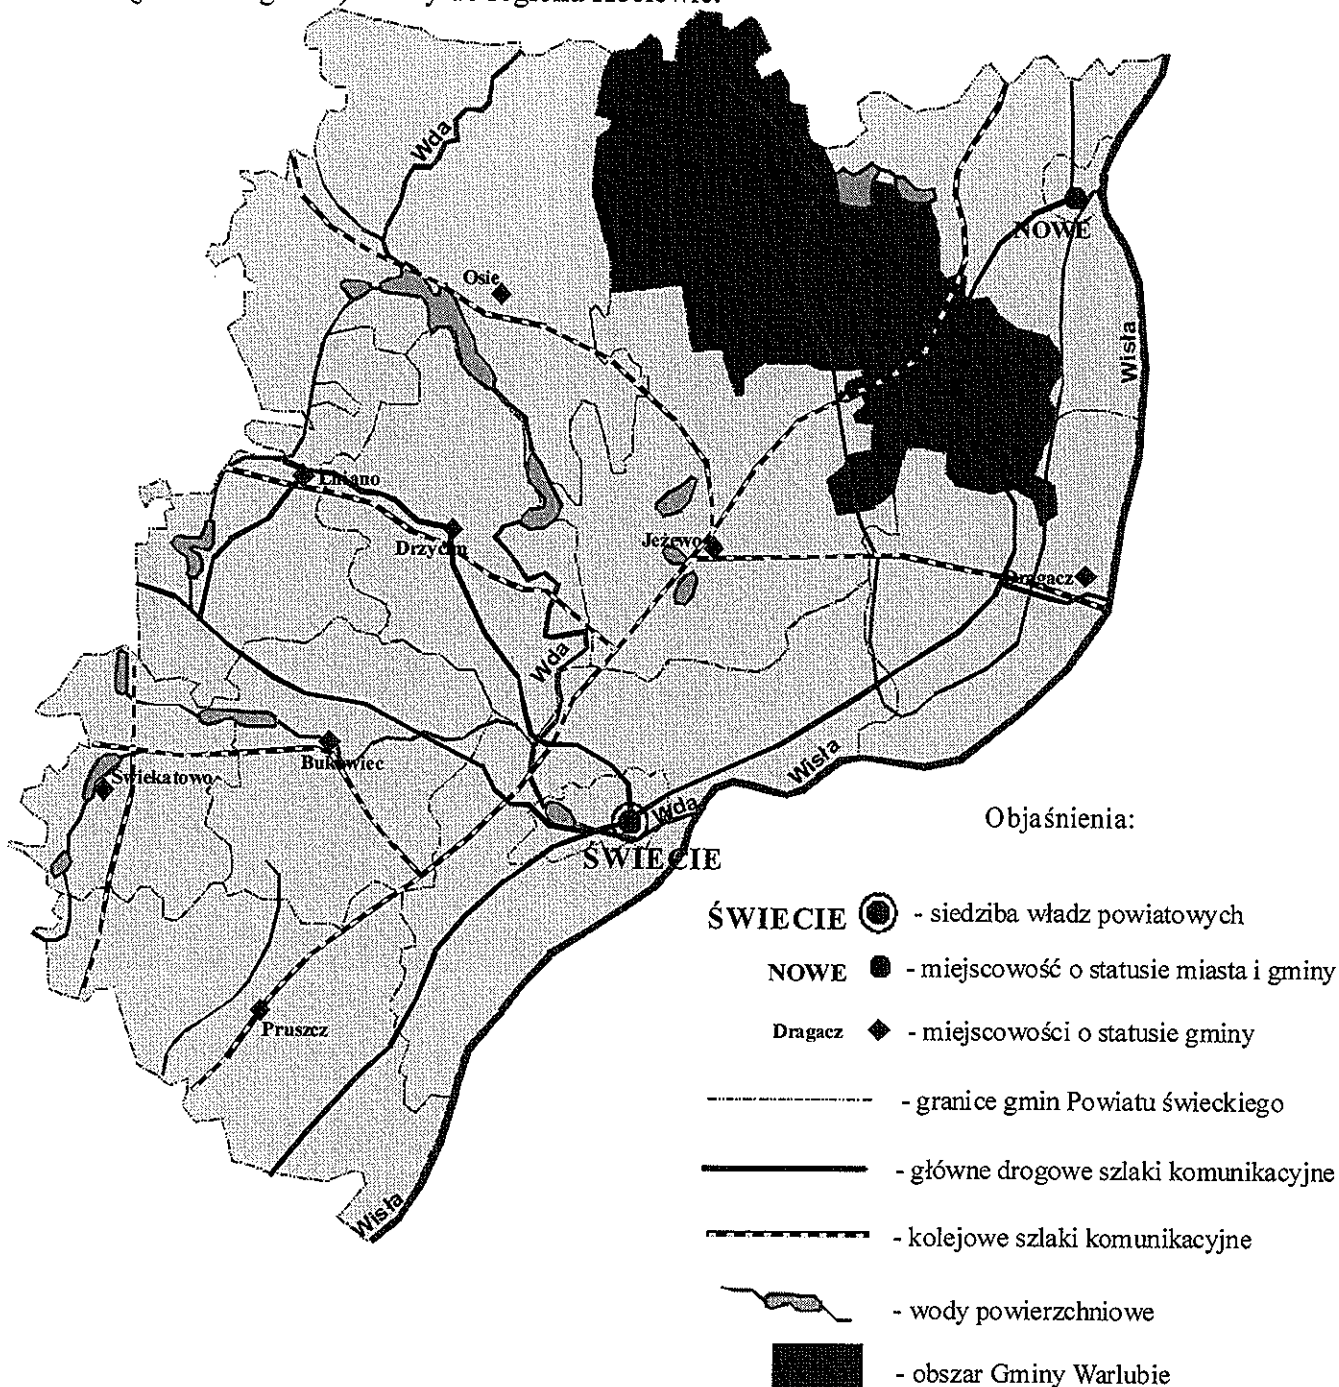 Wda
NOWE
Osie
Wisła
Drzycim
Jeżewo
Dragacz
Wda
Bukowiec
Świekatowo
Wisła
Wda
ŚWIECIE
Pruszcz
Wisła
Objaśnienia:
ŚWIECIE - siedziba władz powiatowych
NOWE - miejscowość o statusie miasta i gminy
Dragacz - miejscowości o statusie gminy
- granice gmin Powiatu świeckiego
- główne drogowe szlaki komunikacyjne
- kolejowe szlaki komunikacyjne
- wody powierzchniowe
- obszar Gminy Warlubie